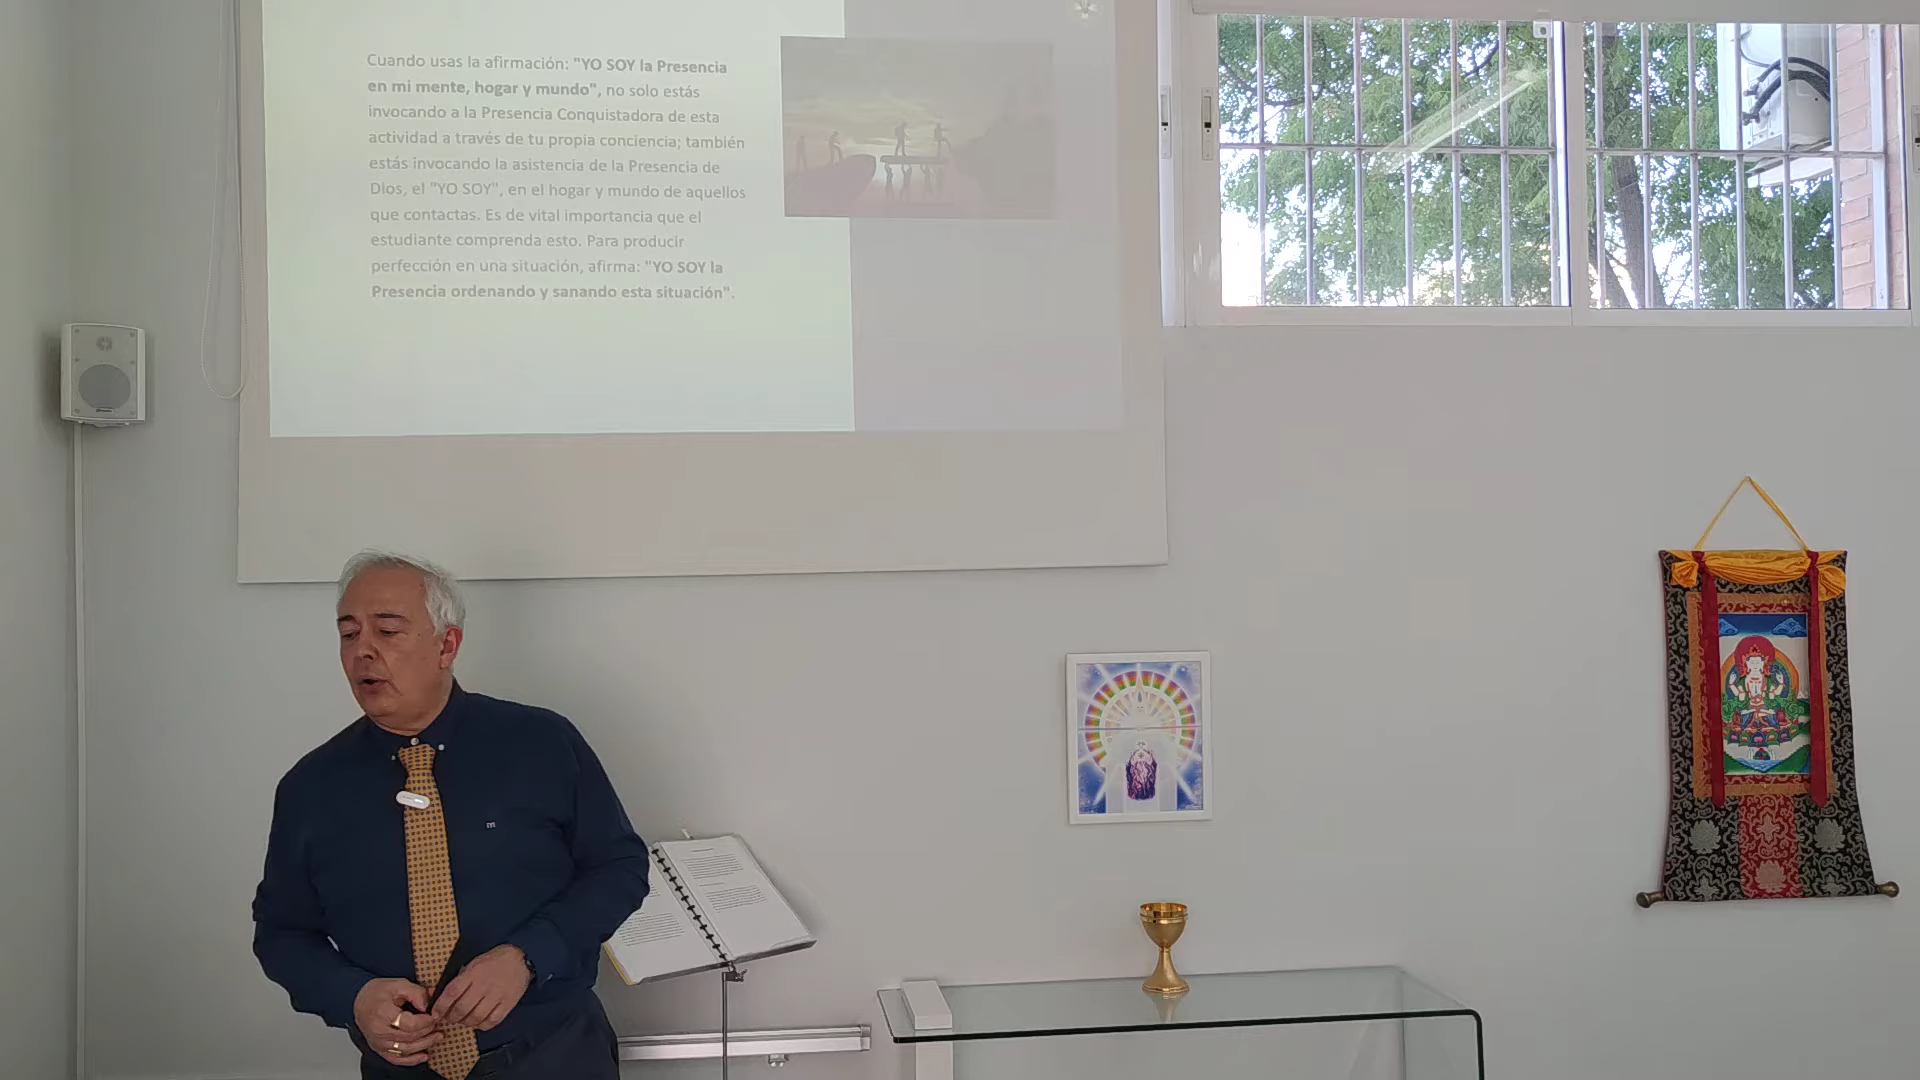 Cuando usas la afirmación: "YO SOY la Presencia
en mi mente, hogar y mundo", no solo estás
invocando a la Presencia Conquistadora de esta
actividad a través de tu propia conciencia; también
estás invocando la asistencia de la Presencia de
DIos, el "YO SOY", en el hogar y mundo de aquellos
que contactas. Es de vital importancia que el
estudiante comprenda esto. Para producir
perfección en una situación, afirma: "YO SOY la
Presencia ordenando y sanando esta situación".
m